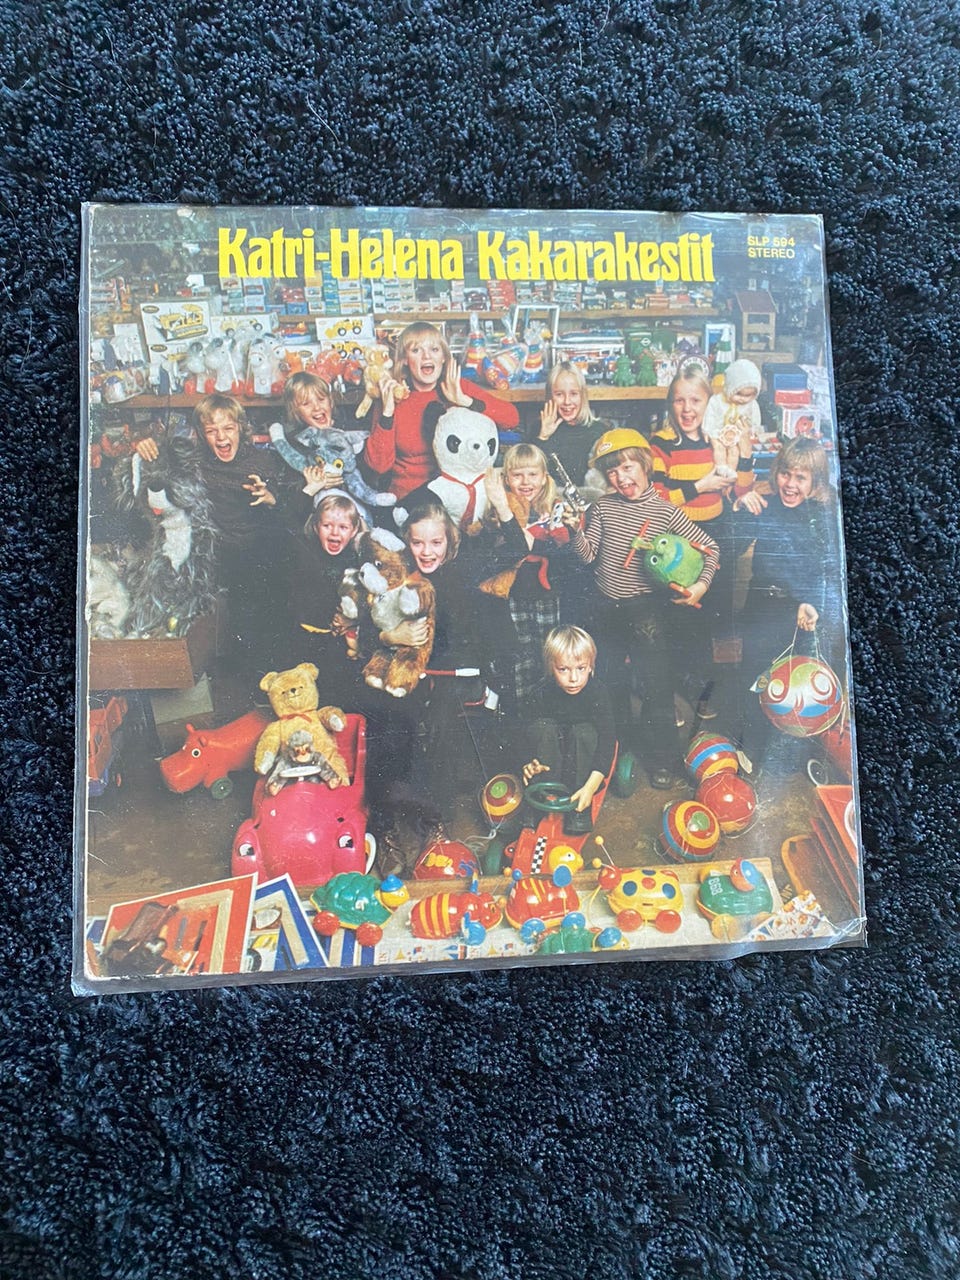 Katri-Helena Kakarakestit
SLP 594
STEREO